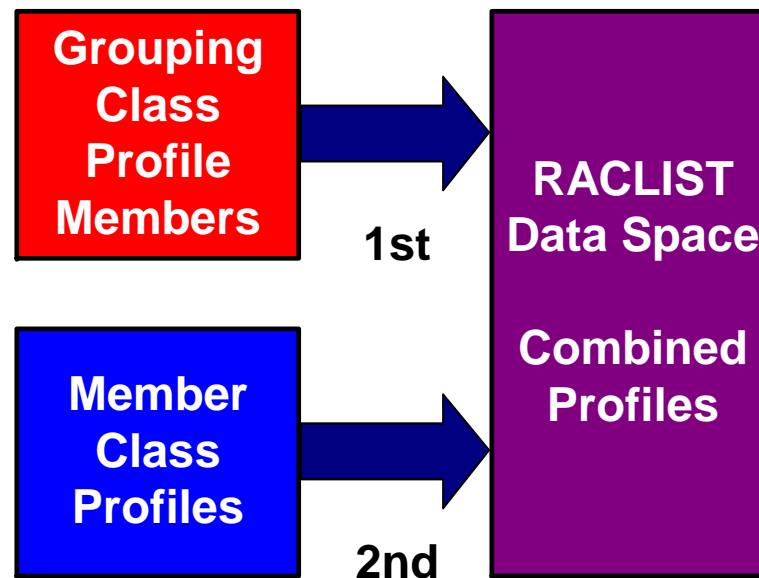 Grouping
Class
Profile
Members
1st
Member
Class
Profiles
2nd
RACLIST
Data Space
Combined
Profiles